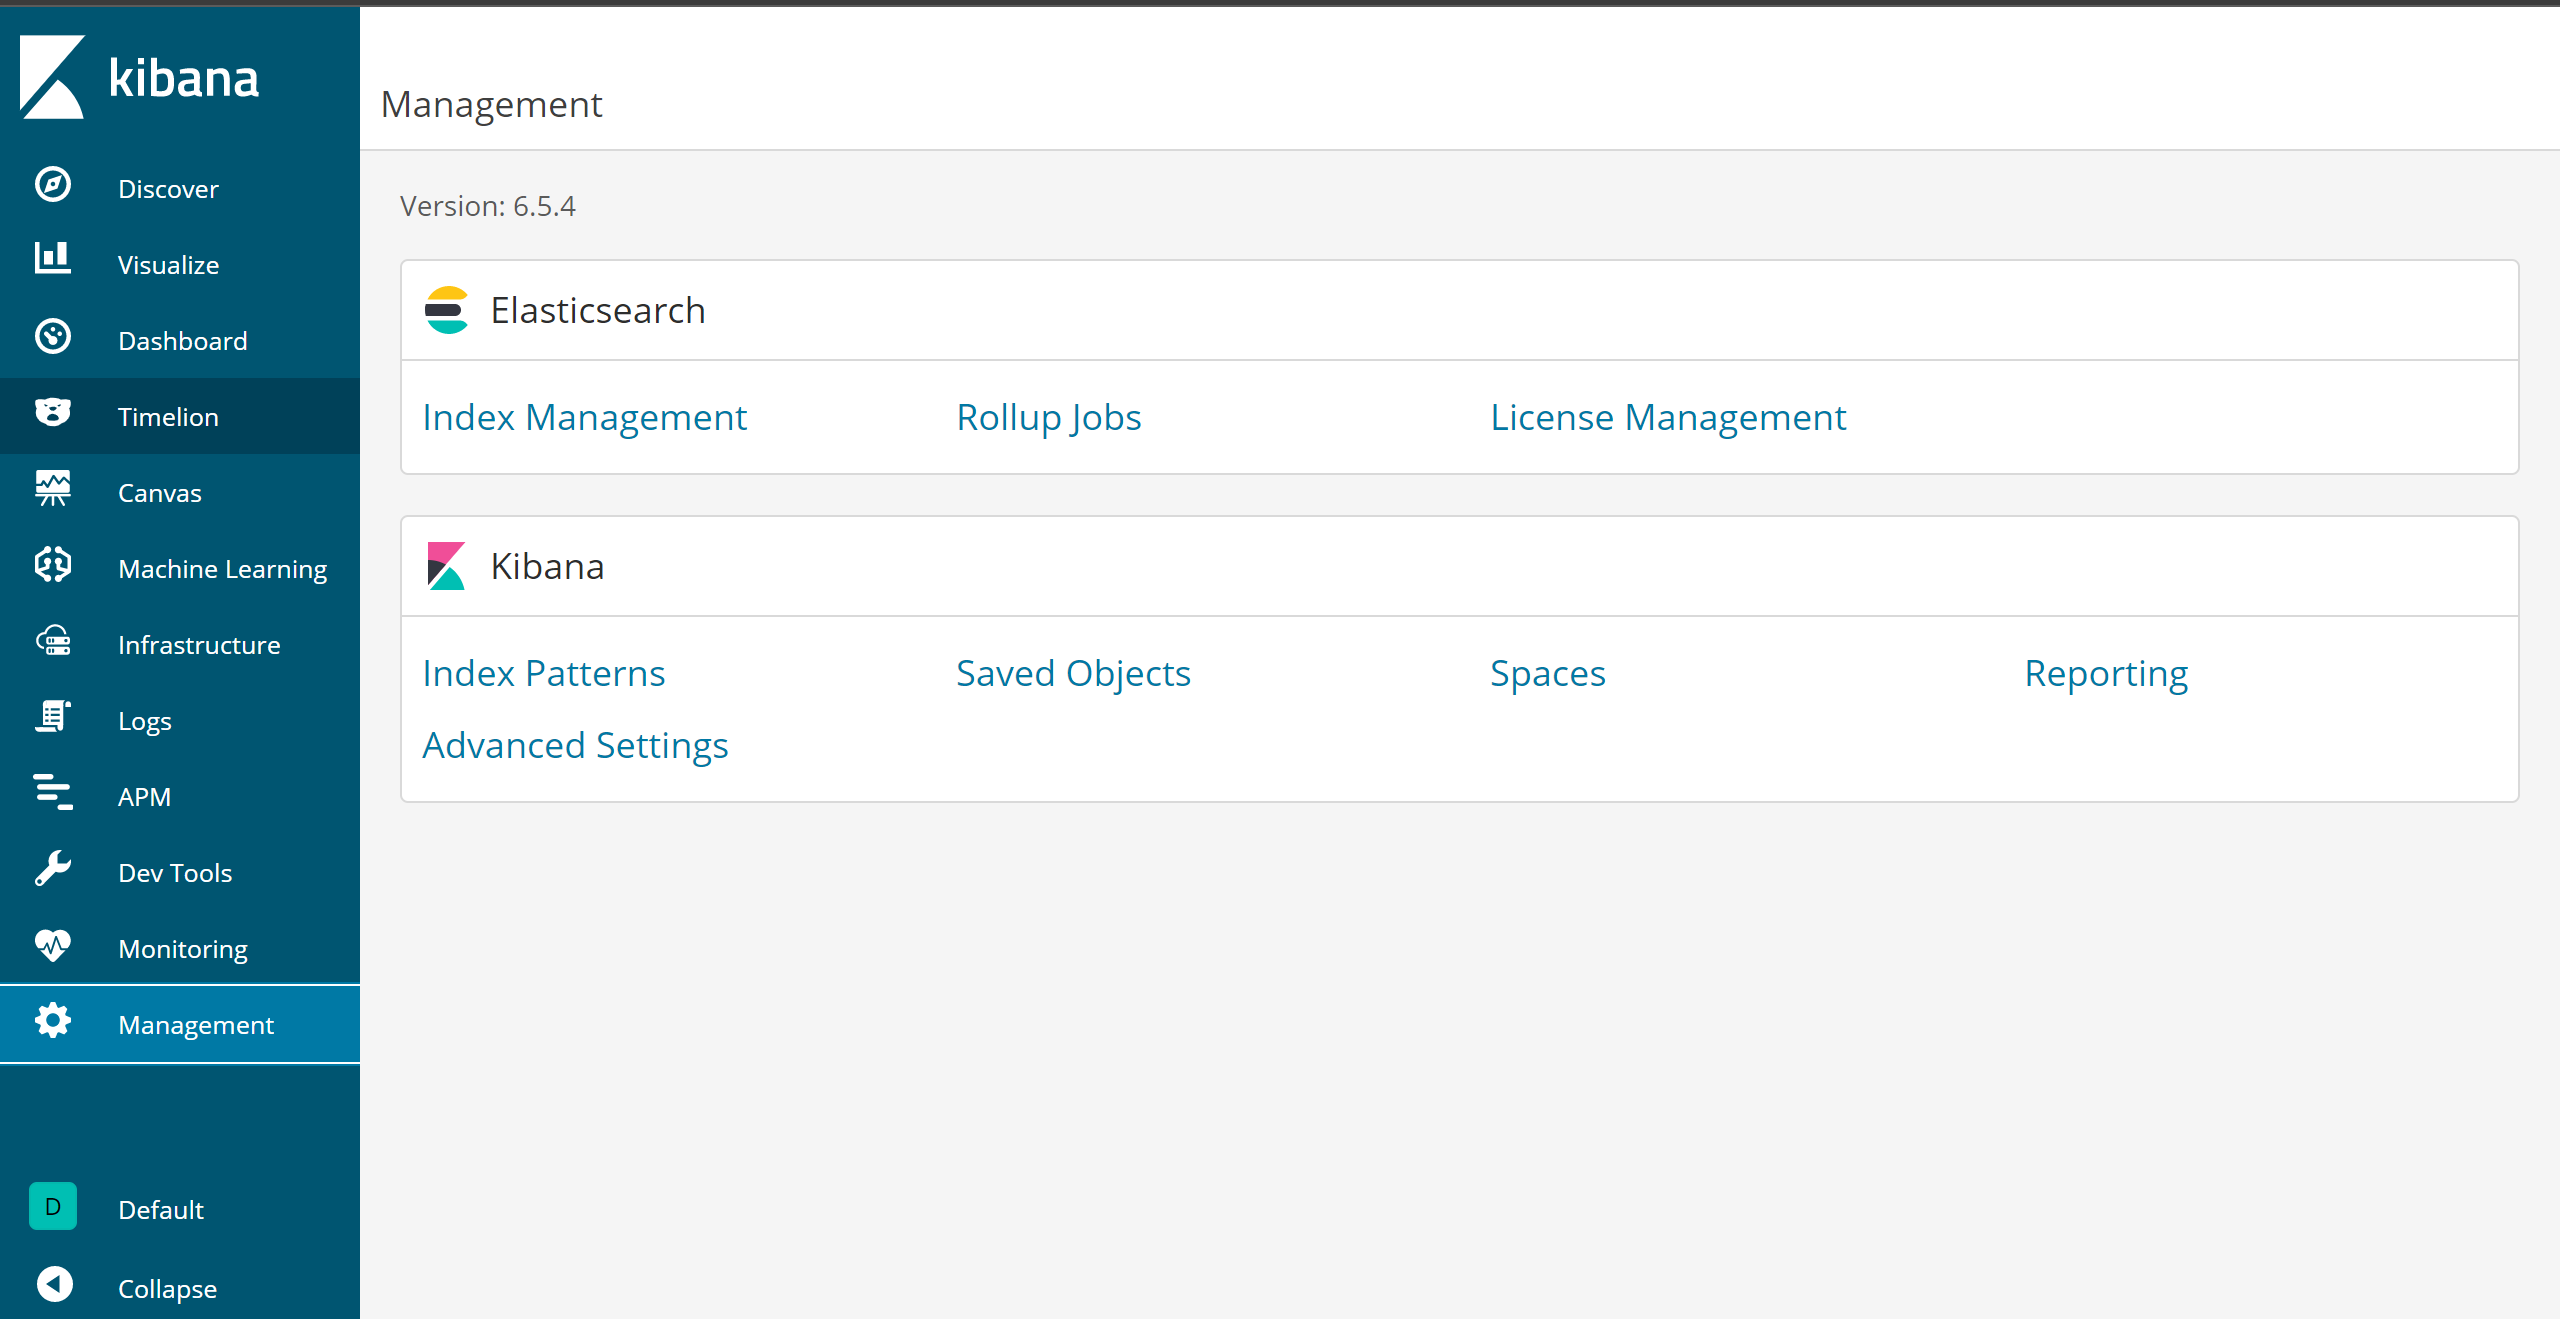 kibana
Discover
Visualize
Dashboard
Timelion
Canvas
Machine Learning
Infrastructure
Logs
APM
Dev Tools
Monitoring
Management
D Default
Collapse
Management
Version: 6.5.4
Elasticsearch
Index Management Rollup Jobs License Management
Kibana
Index Patterns Saved Objects Spaces Reporting
Advanced Settings